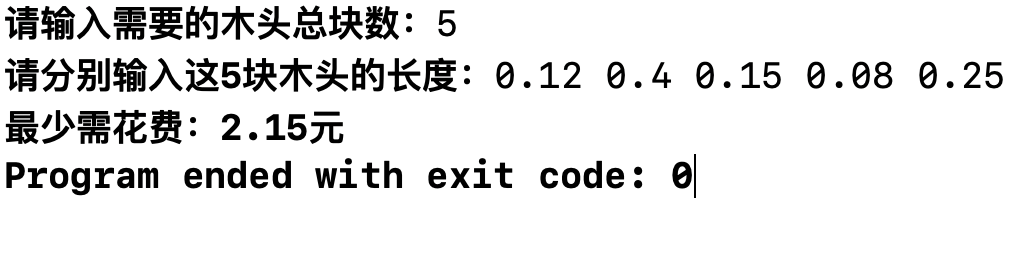 请输入需要的木头总块数：5
请分别输入这5块木头的长度：0.12 0.4 0.15 0.08 0.25
最少需花费：2.15元
Program ended with exit code: 0